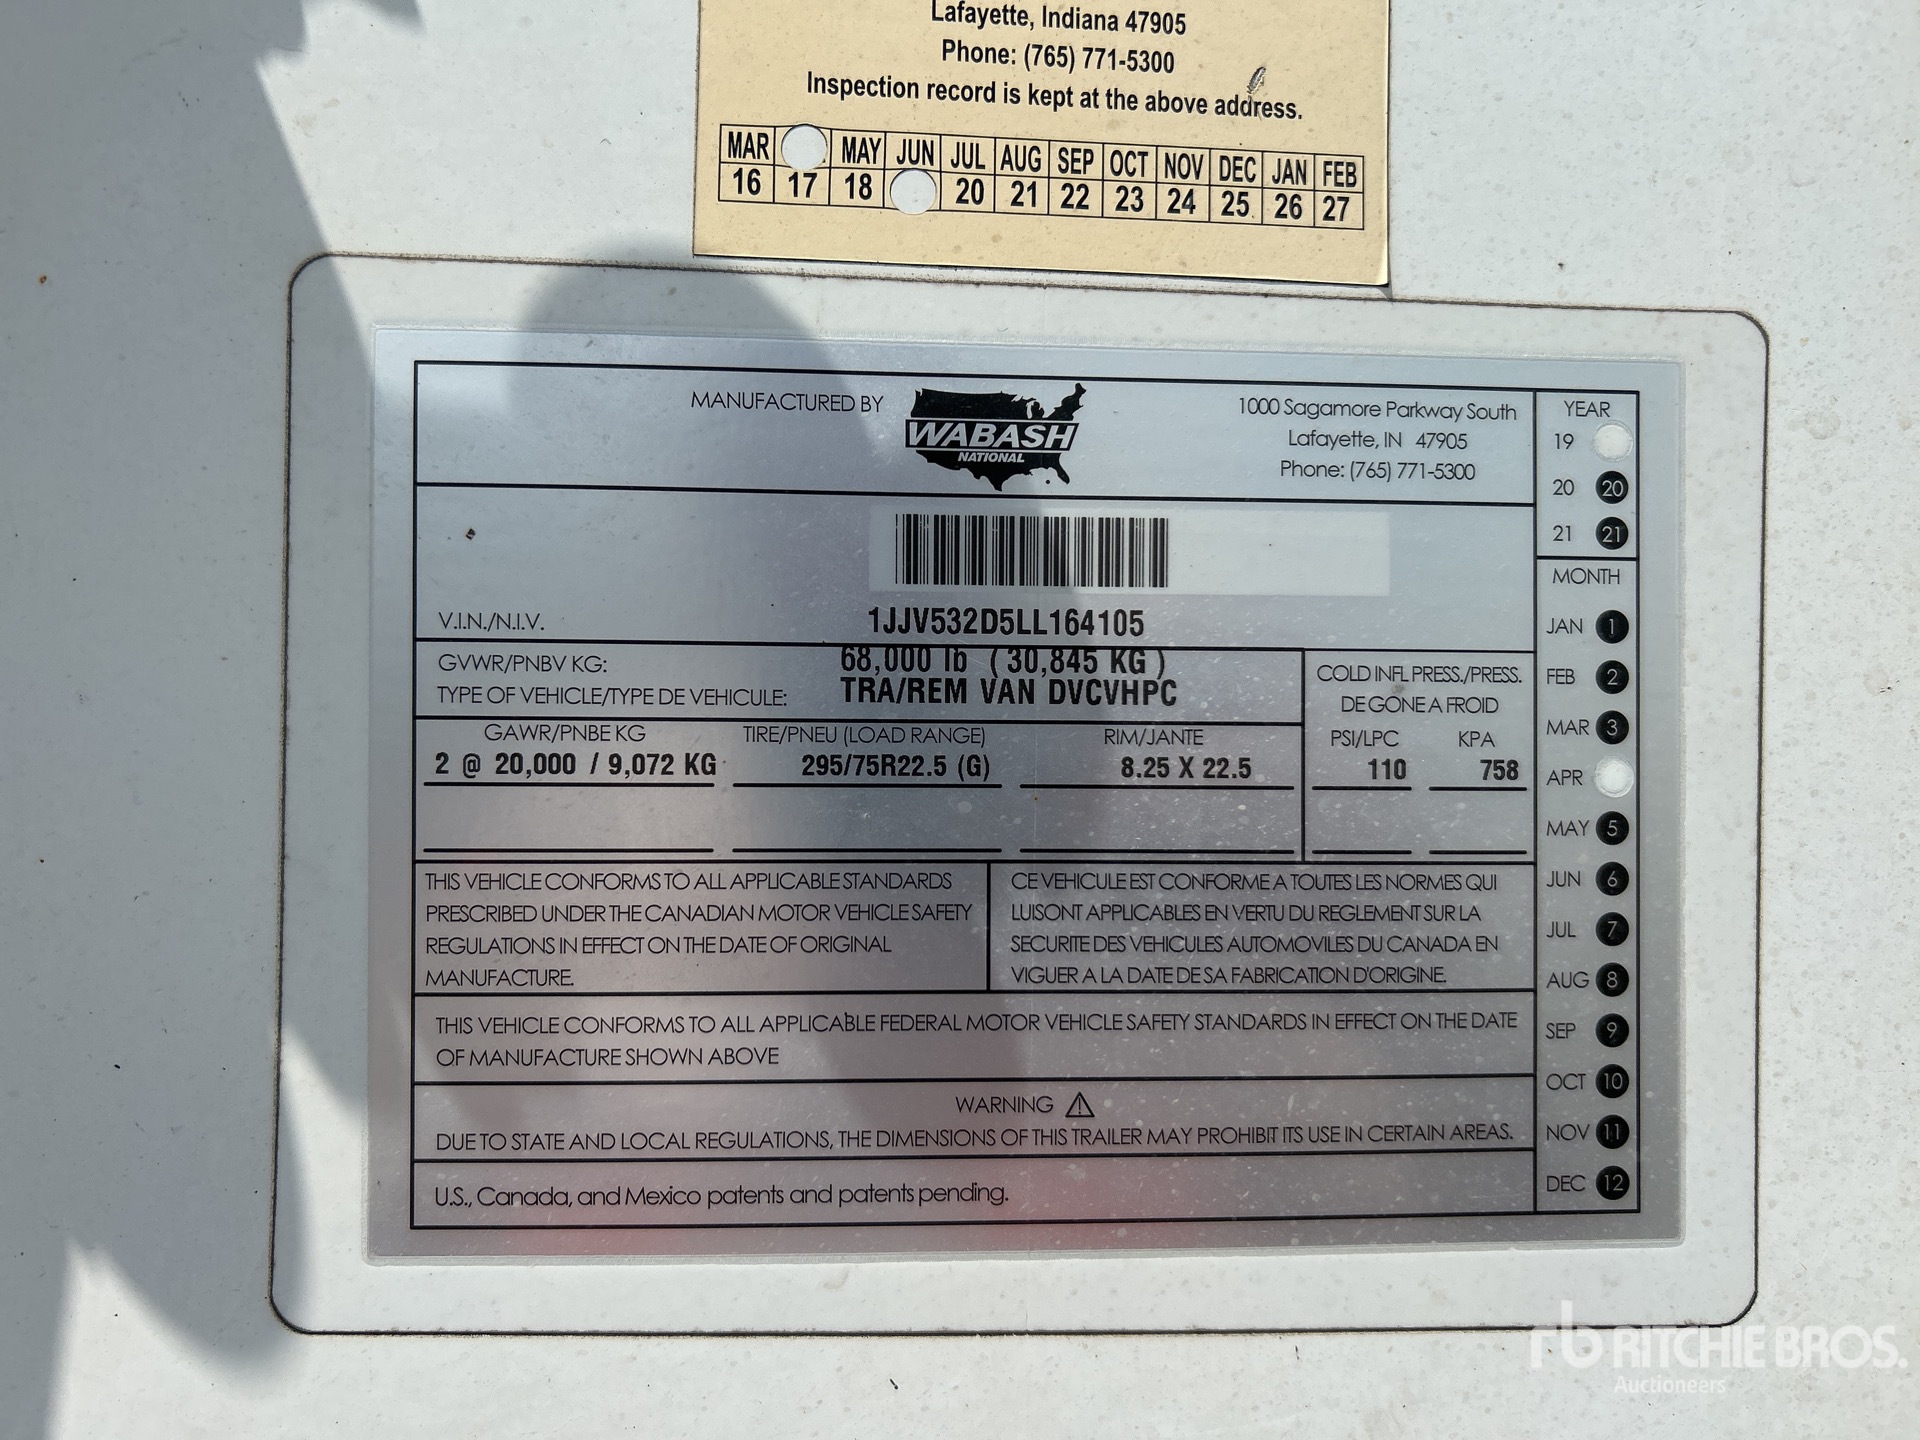 Lafayette, Indiana 47905
Phone: (765) 771-5300
Inspection record is kept at the above address.
MAR MAY JUN JUL AUG SEP OCT NOV DEC JAN FEB
16 17 18 20 21 22 23 24 25 26 27
MANUFACTURED BY
WABASH
NATIONAL
1000 Sagamore Parkway South
Lafayette, IN 47905
Phone: (765) 771-5300
V.I.N./N.I.V. 1JJV532D5LL164105
GVWR/PNBV KG: 68,000 lb ( 30,845 KG )
TYPE OF VEHICLE/TYPE DE VEHICULE: TRA/REM VAN DVCVHPC
COLD INFL PRESS./PRESS.
DE GONE A FROID
GAWR/PNBE KG TIRE/PNEU (LOAD RANGE) RIM/JANTE PSI/LPC KPA
2 @ 20,000 / 9,072 KG 295/75R22.5 (G) 8.25 X 22.5 110 758
THIS VEHICLE CONFORMS TO ALL APPLICABLE STANDARDS
PRESCRIBED UNDER THE CANADIAN MOTOR VEHICLE SAFETY
REGULATIONS IN EFFECT ON THE DATE OF ORIGINAL
MANUFACTURE.
CE VEHICULE EST CONFORME A TOUTES LES NORMES QUI
LUI SONT APPLICABLES EN VERTU DU REGLEMENT SUR LA
SECURITE DES VEHICULES AUTOMOVILES DU CANADA EN
VIGUER A LA DATE DE SA FABRICATION D'ORIGINE.
THIS VEHICLE CONFORMS TO ALL APPLICABLE FEDERAL MOTOR VEHICLE SAFETY STANDARDS IN EFFECT ON THE DATE
OF MANUFACTURE SHOWN ABOVE
WARNING
DUE TO STATE AND LOCAL REGULATIONS, THE DIMENSIONS OF THIS TRAILER MAY PROHIBIT ITS USE IN CERTAIN AREAS.
U.S., Canada, and Mexico patents and patents pending.
YEAR
19
20 20
21 21
MONTH
JAN 1
FEB 2
MAR 3
APR
MAY 5
JUN 6
JUL 7
AUG 8
SEP 9
OCT 10
NOV 11
DEC 12
rb RITCHIE BROS.
Auctioneers